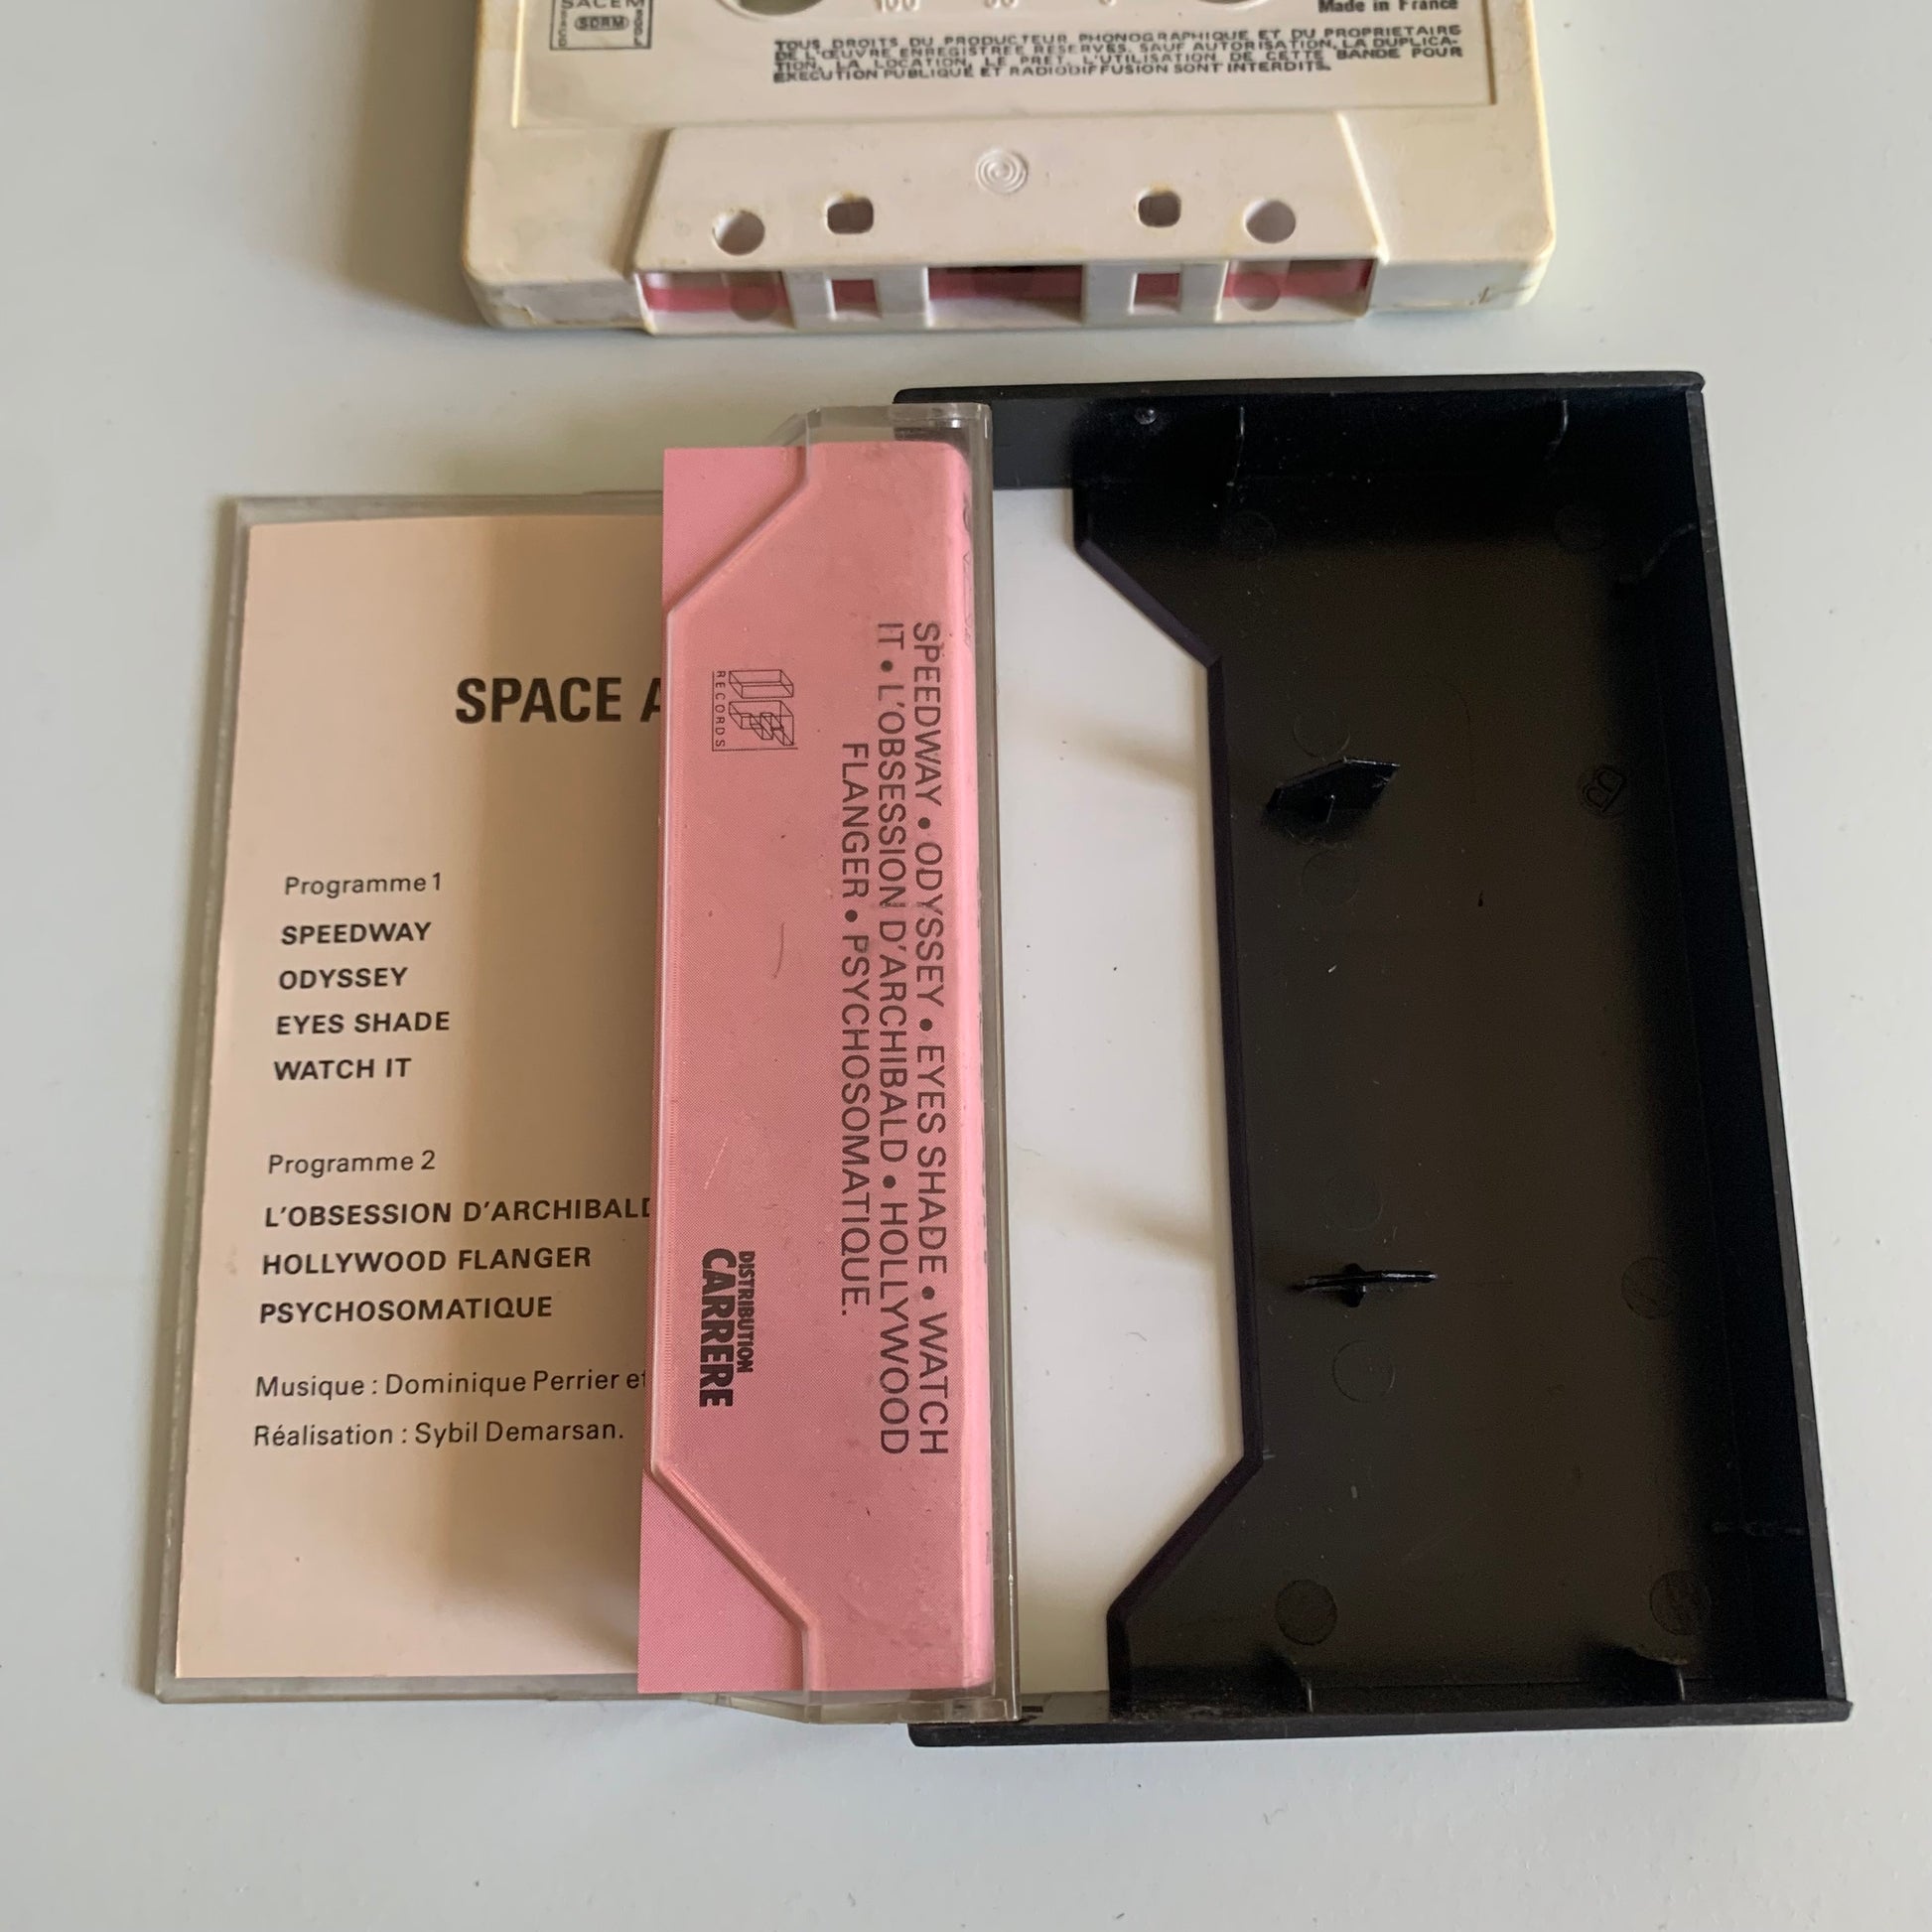 SACEM
SDRM
100 50 0
Made in France
TOUS DROITS DU PRODUCTEUR PHONOGRAPHIQUE ET DU PROPRIETAIRE
DE L'ŒUVRE ENREGISTREE RESERVES. SAUF AUTORISATION, LA DUPLICA-
TION, LA LOCATION, LE PRET, L'UTILISATION DE CETTE BANDE POUR
EXECUTION PUBLIQUE ET RADIODIFFUSION SONT INTERDITS.
SPACE
Programme 1
SPEEDWAY
ODYSSEY
EYES SHADE
WATCH IT
Programme 2
L'OBSESSION D'ARCHIBALD
HOLLYWOOD FLANGER
PSYCHOSOMATIQUE
Musique : Dominique Perrier et
Réalisation : Sybil Demarsan.
SPEEDWAY • ODYSSEY • EYES SHADE • WATCH
IT • L'OBSESSION D'ARCHIBALD • HOLLYWOOD
FLANGER • PSYCHOSOMATIQUE.
RECORDS
DISTRIBUTION
CARRERE